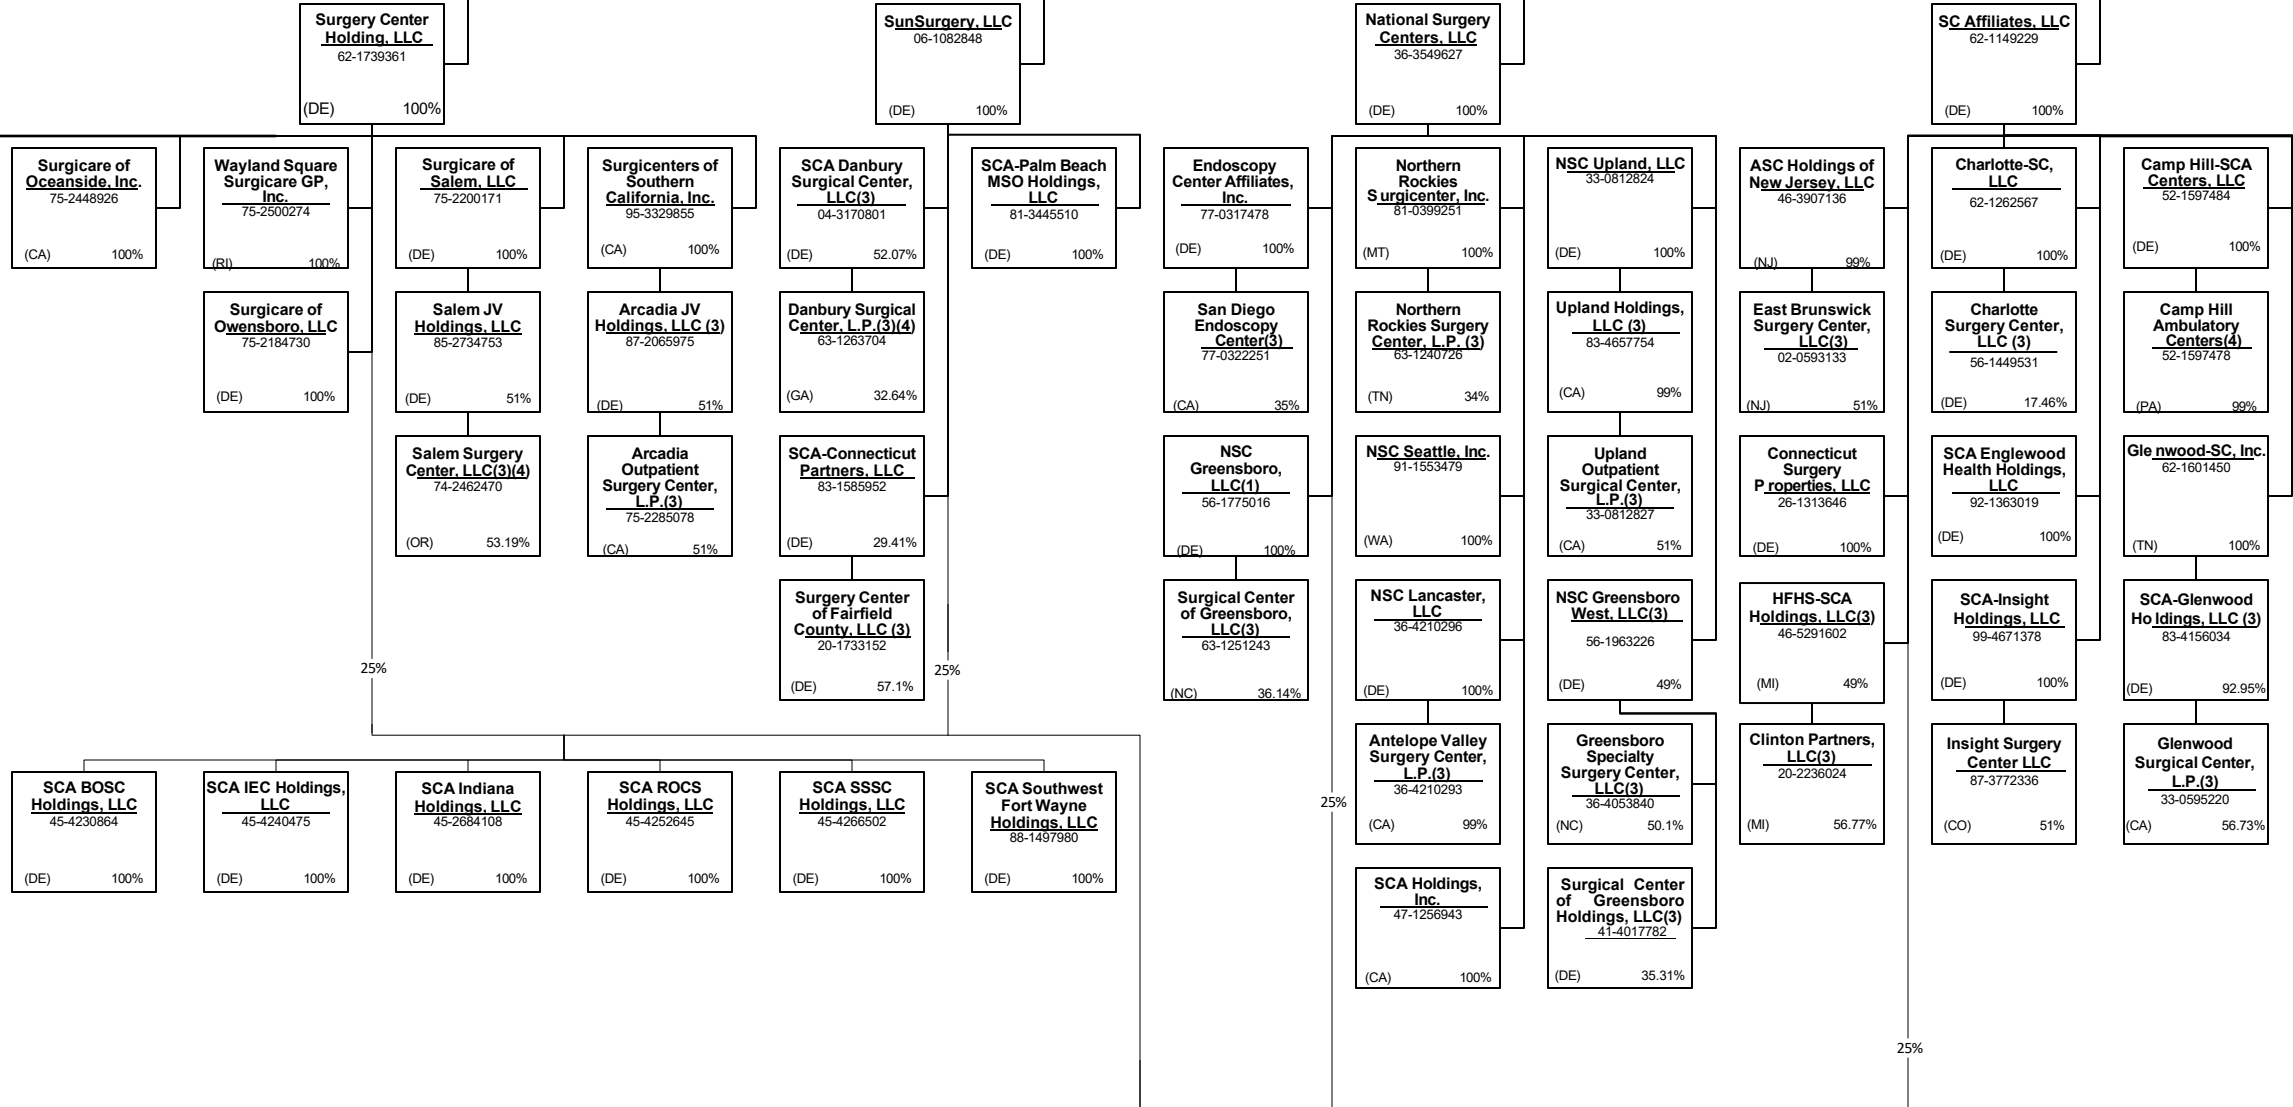 Surgery Center
Holding, LLC
62-1739361
(DE) 100%
SunSurgery, LLC
06-1082848
(DE) 100%
National Surgery
Centers, LLC
36-3549627
(DE) 100%
SC Affiliates, LLC
62-1149229
(DE) 100%
Surgicare of
Oceanside, Inc.
75-2448926
(CA) 100%
Wayland Square
Surgicare GP,
Inc.
75-2500274
(RI) 100%
Surgicare of
Salem, LLC
75-2200171
(DE) 100%
Surgicenters of
Southern
California, Inc.
95-3329855
(CA) 100%
SCA Danbury
Surgical Center,
LLC(3)
04-3170801
(DE) 52.07%
SCA-Palm Beach
MSO Holdings,
LLC
81-3445510
(DE) 100%
Endoscopy
Center Affiliates,
Inc.
77-0317478
(DE) 100%
Northern
Rockies
Surgicenter, Inc.
81-0399251
(MT) 100%
NSC Upland, LLC
33-0812824
(DE) 100%
ASC Holdings of
New Jersey, LLC
46-3907136
(NJ) 99%
Charlotte-SC,
LLC
62-1262567
(DE) 100%
Camp Hill-SCA
Centers, LLC
52-1597484
(DE) 100%
Surgicare of
Owensboro, LLC
75-2184730
(DE) 100%
Salem JV
Holdings, LLC
85-2734753
(DE) 51%
Arcadia JV
Holdings, LLC (3)
87-2065975
(DE) 51%
Danbury Surgical
Center, L.P.(3)(4)
63-1263704
(GA) 32.64%
San Diego
Endoscopy
Center(3)
77-0322251
(CA) 35%
Northern
Rockies Surgery
Center, L.P. (3)
63-1240726
(TN) 34%
Upland Holdings,
LLC (3)
83-4657754
(CA) 99%
East Brunswick
Surgery Center,
LLC(3)
02-0593133
(NJ) 51%
Charlotte
Surgery Center,
LLC (3)
56-1449531
(DE) 17.46%
Camp Hill
Ambulatory
Centers(4)
52-1597478
(PA) 99%
Salem Surgery
Center, LLC(3)(4)
74-2462470
(OR) 53.19%
Arcadia
Outpatient
Surgery Center,
L.P.(3)
75-2285078
(CA) 51%
SCA-Connecticut
Partners, LLC
83-1585952
(DE) 29.41%
NSC
Greensboro,
LLC(1)
56-1775016
(DE) 100%
NSC Seattle, Inc.
91-1553479
(WA) 100%
Upland
Outpatient
Surgical Center,
L.P.(3)
33-0812827
(CA) 51%
Connecticut
Surgery
P roperties, LLC
26-1313646
(DE) 100%
SCA Englewood
Health Holdings,
LLC
92-1363019
(DE) 100%
Gle nwood-SC, Inc.
62-1601450
(TN) 100%
Surgery Center
of Fairfield
County, LLC (3)
20-1733152
(DE) 57.1%
Surgical Center
of Greensboro,
LLC(3)
63-1251243
(NC) 36.14%
NSC Lancaster,
LLC
36-4210296
(DE) 100%
NSC Greensboro
West, LLC(3)
56-1963226
(DE) 49%
HFHS-SCA
Holdings, LLC(3)
46-5291602
(MI) 49%
SCA-Insight
Holdings, LLC
99-4671378
(DE) 100%
SCA-Glenwood
Ho ldings, LLC (3)
83-4156034
(DE) 92.95%
25%
25%
Antelope Valley
Surgery Center,
L.P.(3)
36-4210293
(CA) 99%
Greensboro
Specialty
Surgery Center,
LLC(3)
36-4053840
(NC) 50.1%
Clinton Partners,
LLC(3)
20-2236024
(MI) 56.77%
Insight Surgery
Center LLC
87-3772336
(CO) 51%
Glenwood
Surgical Center,
L.P.(3)
33-0595220
(CA) 56.73%
SCA BOSC
Holdings, LLC
45-4230864
(DE) 100%
SCA IEC Holdings,
LLC
45-4240475
(DE) 100%
SCA Indiana
Holdings, LLC
45-2684108
(DE) 100%
SCA ROCS
Holdings, LLC
45-4252645
(DE) 100%
SCA SSSC
Holdings, LLC
45-4266502
(DE) 100%
SCA Southwest
Fort Wayne
Holdings, LLC
88-1497980
(DE) 100%
25%
SCA Holdings,
Inc.
47-1256943
(CA) 100%
Surgical Center
of Greensboro
Holdings, LLC(3)
41-4017782
(DE) 35.31%
25%